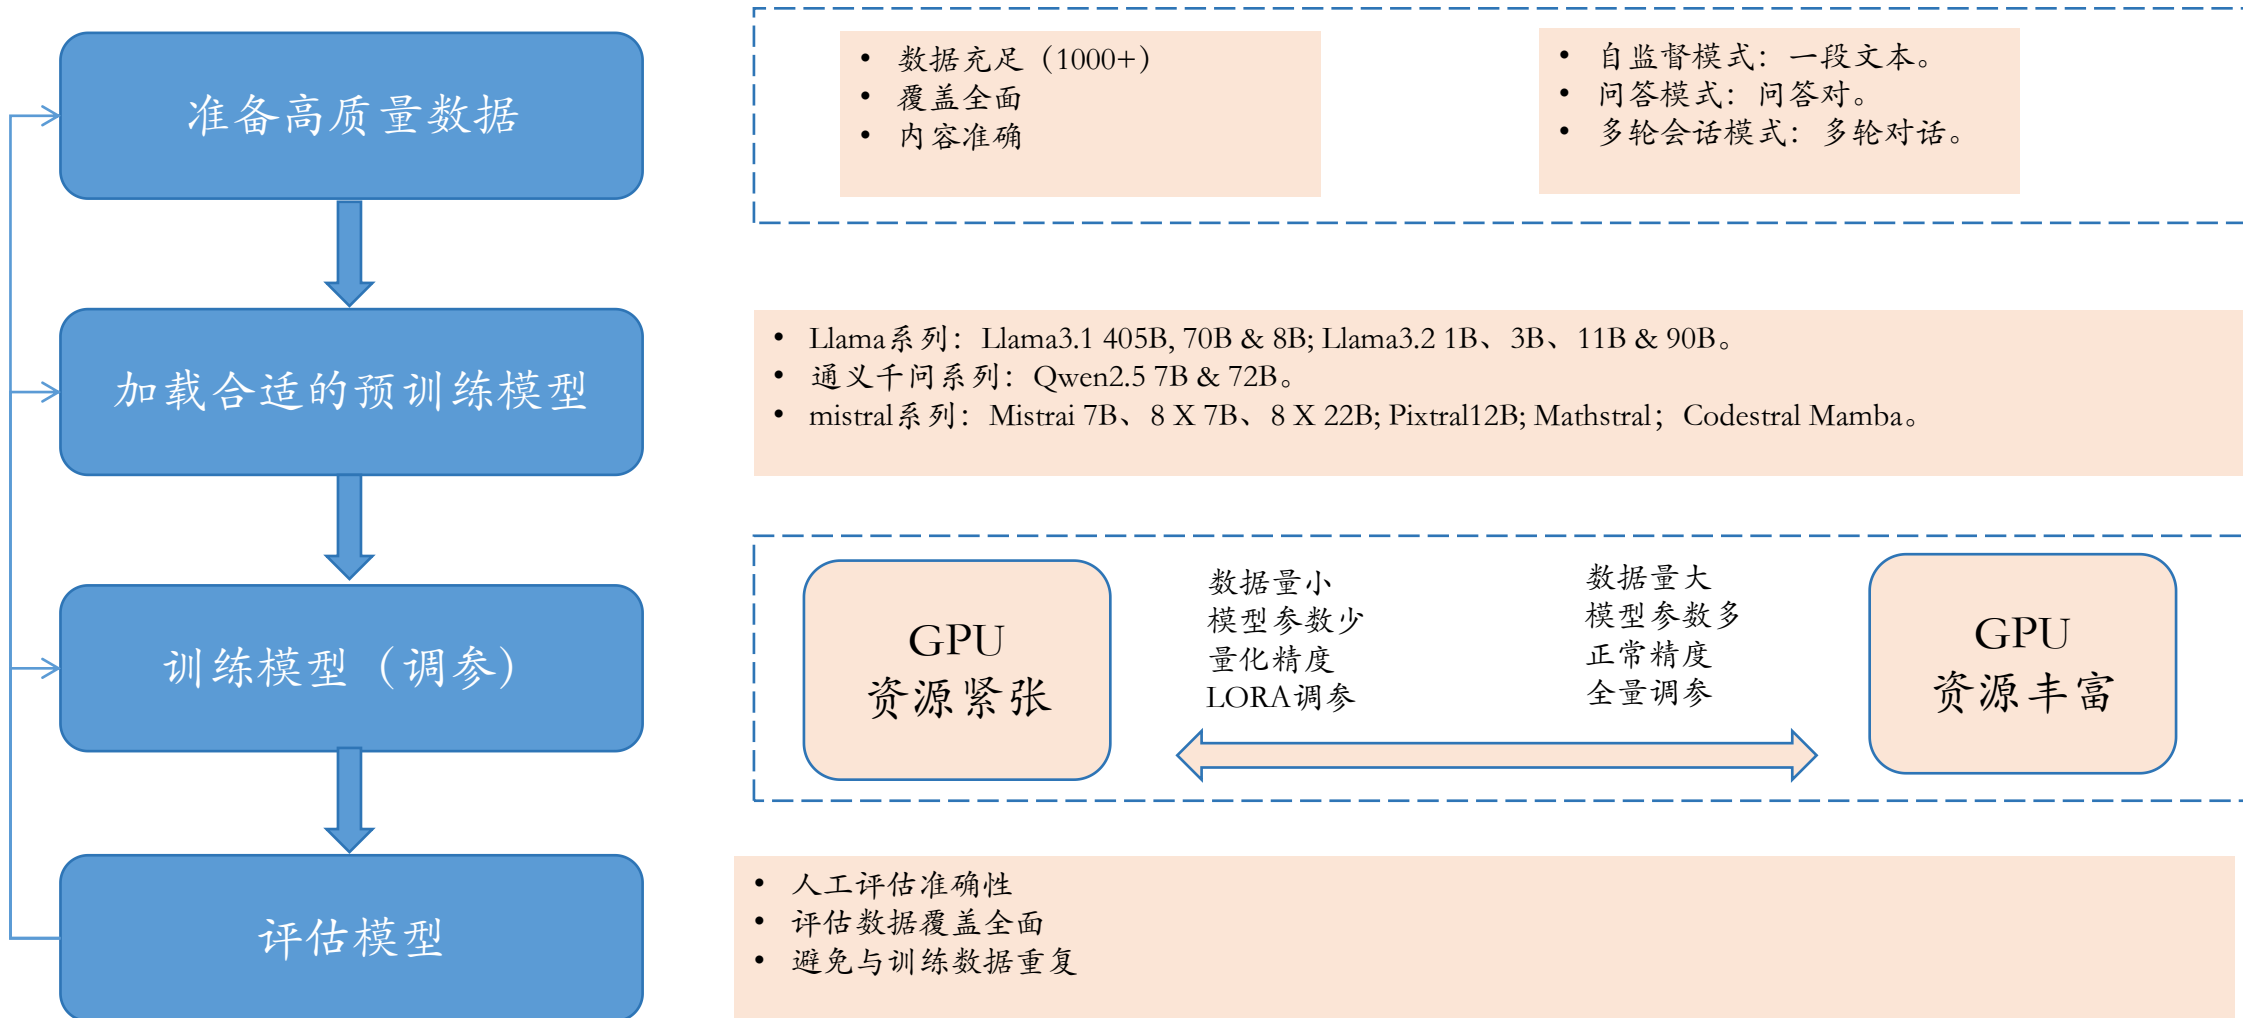 准备高质量数据
• 数据充足（1000+）
• 覆盖全面
• 内容准确
• 自监督模式：一段文本。
• 问答模式：问答对。
• 多轮会话模式：多轮对话。
加载合适的预训练模型
• Llama系列：Llama3.1 405B, 70B & 8B; Llama3.2 1B、3B、11B & 90B。
• 通义千问系列：Qwen2.5 7B & 72B。
• mistral系列：Mistrai 7B、8 X 7B、8 X 22B; Pixtral12B; Mathstral；Codestral Mamba。
训练模型（调参）
GPU
资源紧张
数据量小
模型参数少
量化精度
LORA调参
数据量大
模型参数多
正常精度
全量调参
GPU
资源丰富
评估模型
• 人工评估准确性
• 评估数据覆盖全面
• 避免与训练数据重复